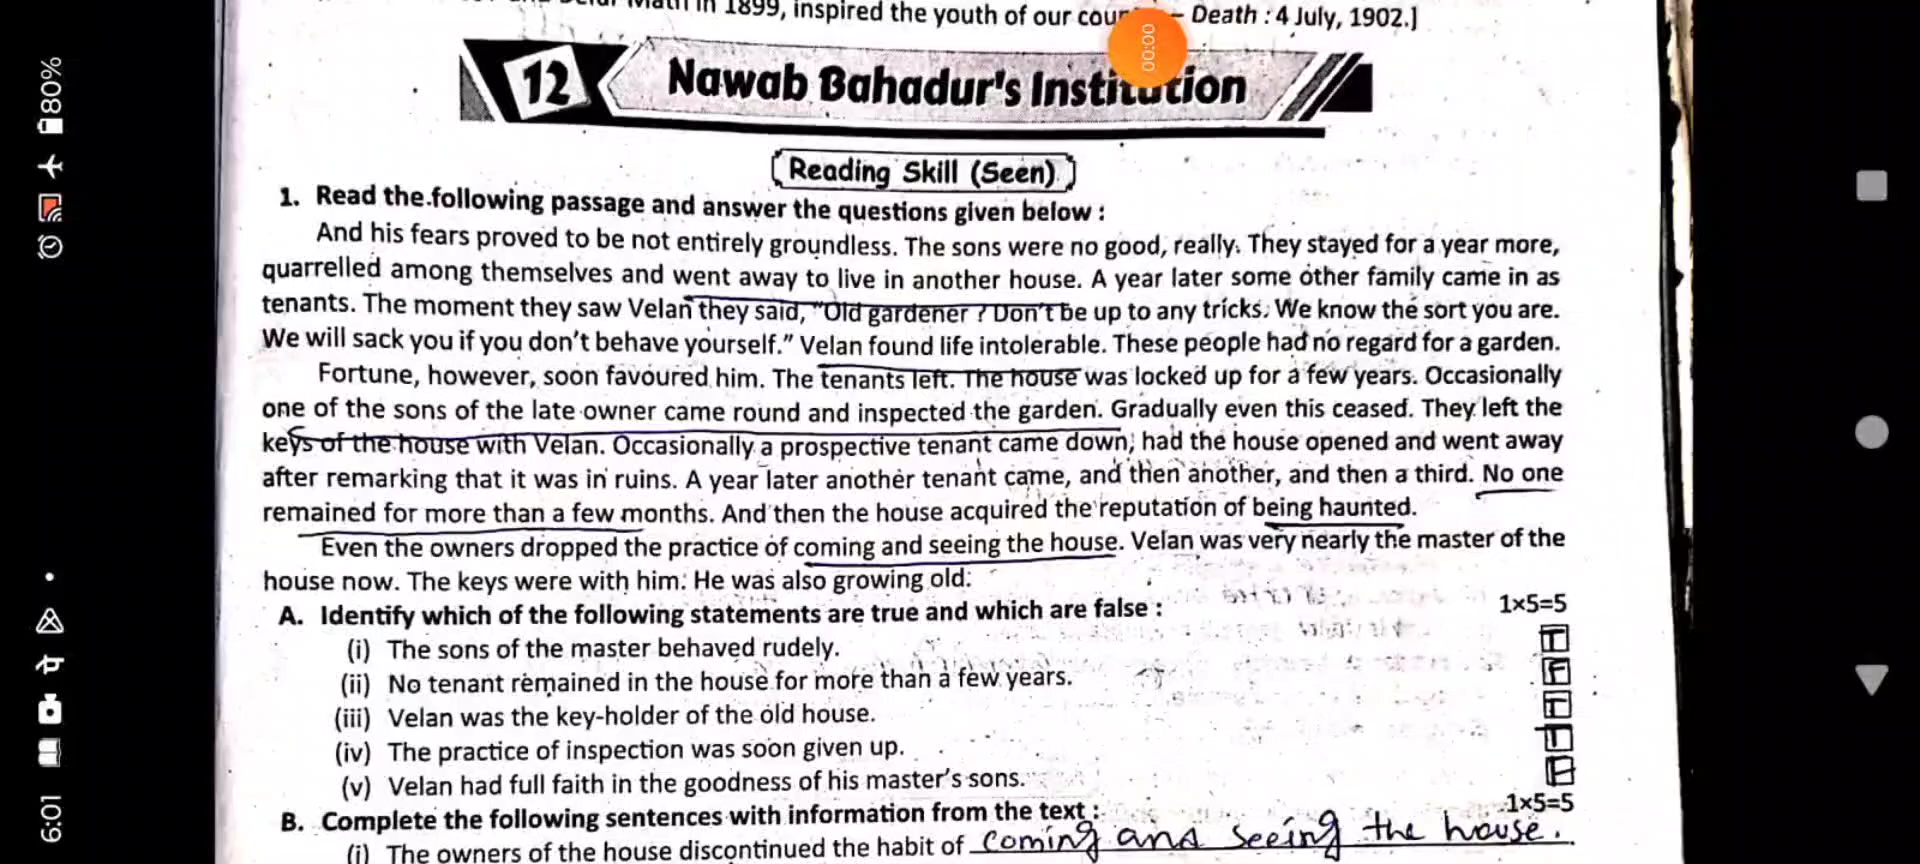 in 1899, inspired the youth of our Death : 4 July, 1902.]
12 Nawab Bahadur's Institution
00:00
Reading Skill (Seen)
1. Read the following passage and answer the questions given below :
And his fears proved to be not entirely groundless. The sons were no good, really. They stayed for a year more,
quarrelled among themselves and went away to live in another house. A year later some other family came in as
tenants. The moment they saw Velan they said, "Old gardener ? Don't be up to any tricks. We know the sort you are.
We will sack you if you don't behave yourself." Velan found life intolerable. These people had no regard for a garden.
Fortune, however, soon favoured him. The tenants left. The house was locked up for a few years. Occasionally
one of the sons of the late owner came round and inspected the garden. Gradually even this ceased. They left the
keys of the house with Velan. Occasionally a prospective tenant came down, had the house opened and went away
after remarking that it was in ruins. A year later another tenant came, and then another, and then a third. No one
remained for more than a few months. And then the house acquired the reputation of being haunted.
Even the owners dropped the practice of coming and seeing the house. Velan was very nearly the master of the
house now. The keys were with him. He was also growing old.
A. Identify which of the following statements are true and which are false : 1×5=5
(i) The sons of the master behaved rudely. T
(ii) No tenant remained in the house for more than a few years. F
(iii) Velan was the key-holder of the old house. T
(iv) The practice of inspection was soon given up. T
(v) Velan had full faith in the goodness of his master's sons. F
B. Complete the following sentences with information from the text : 1×5=5
(i) The owners of the house discontinued the habit of coming and seeing the house.
80%
6:01